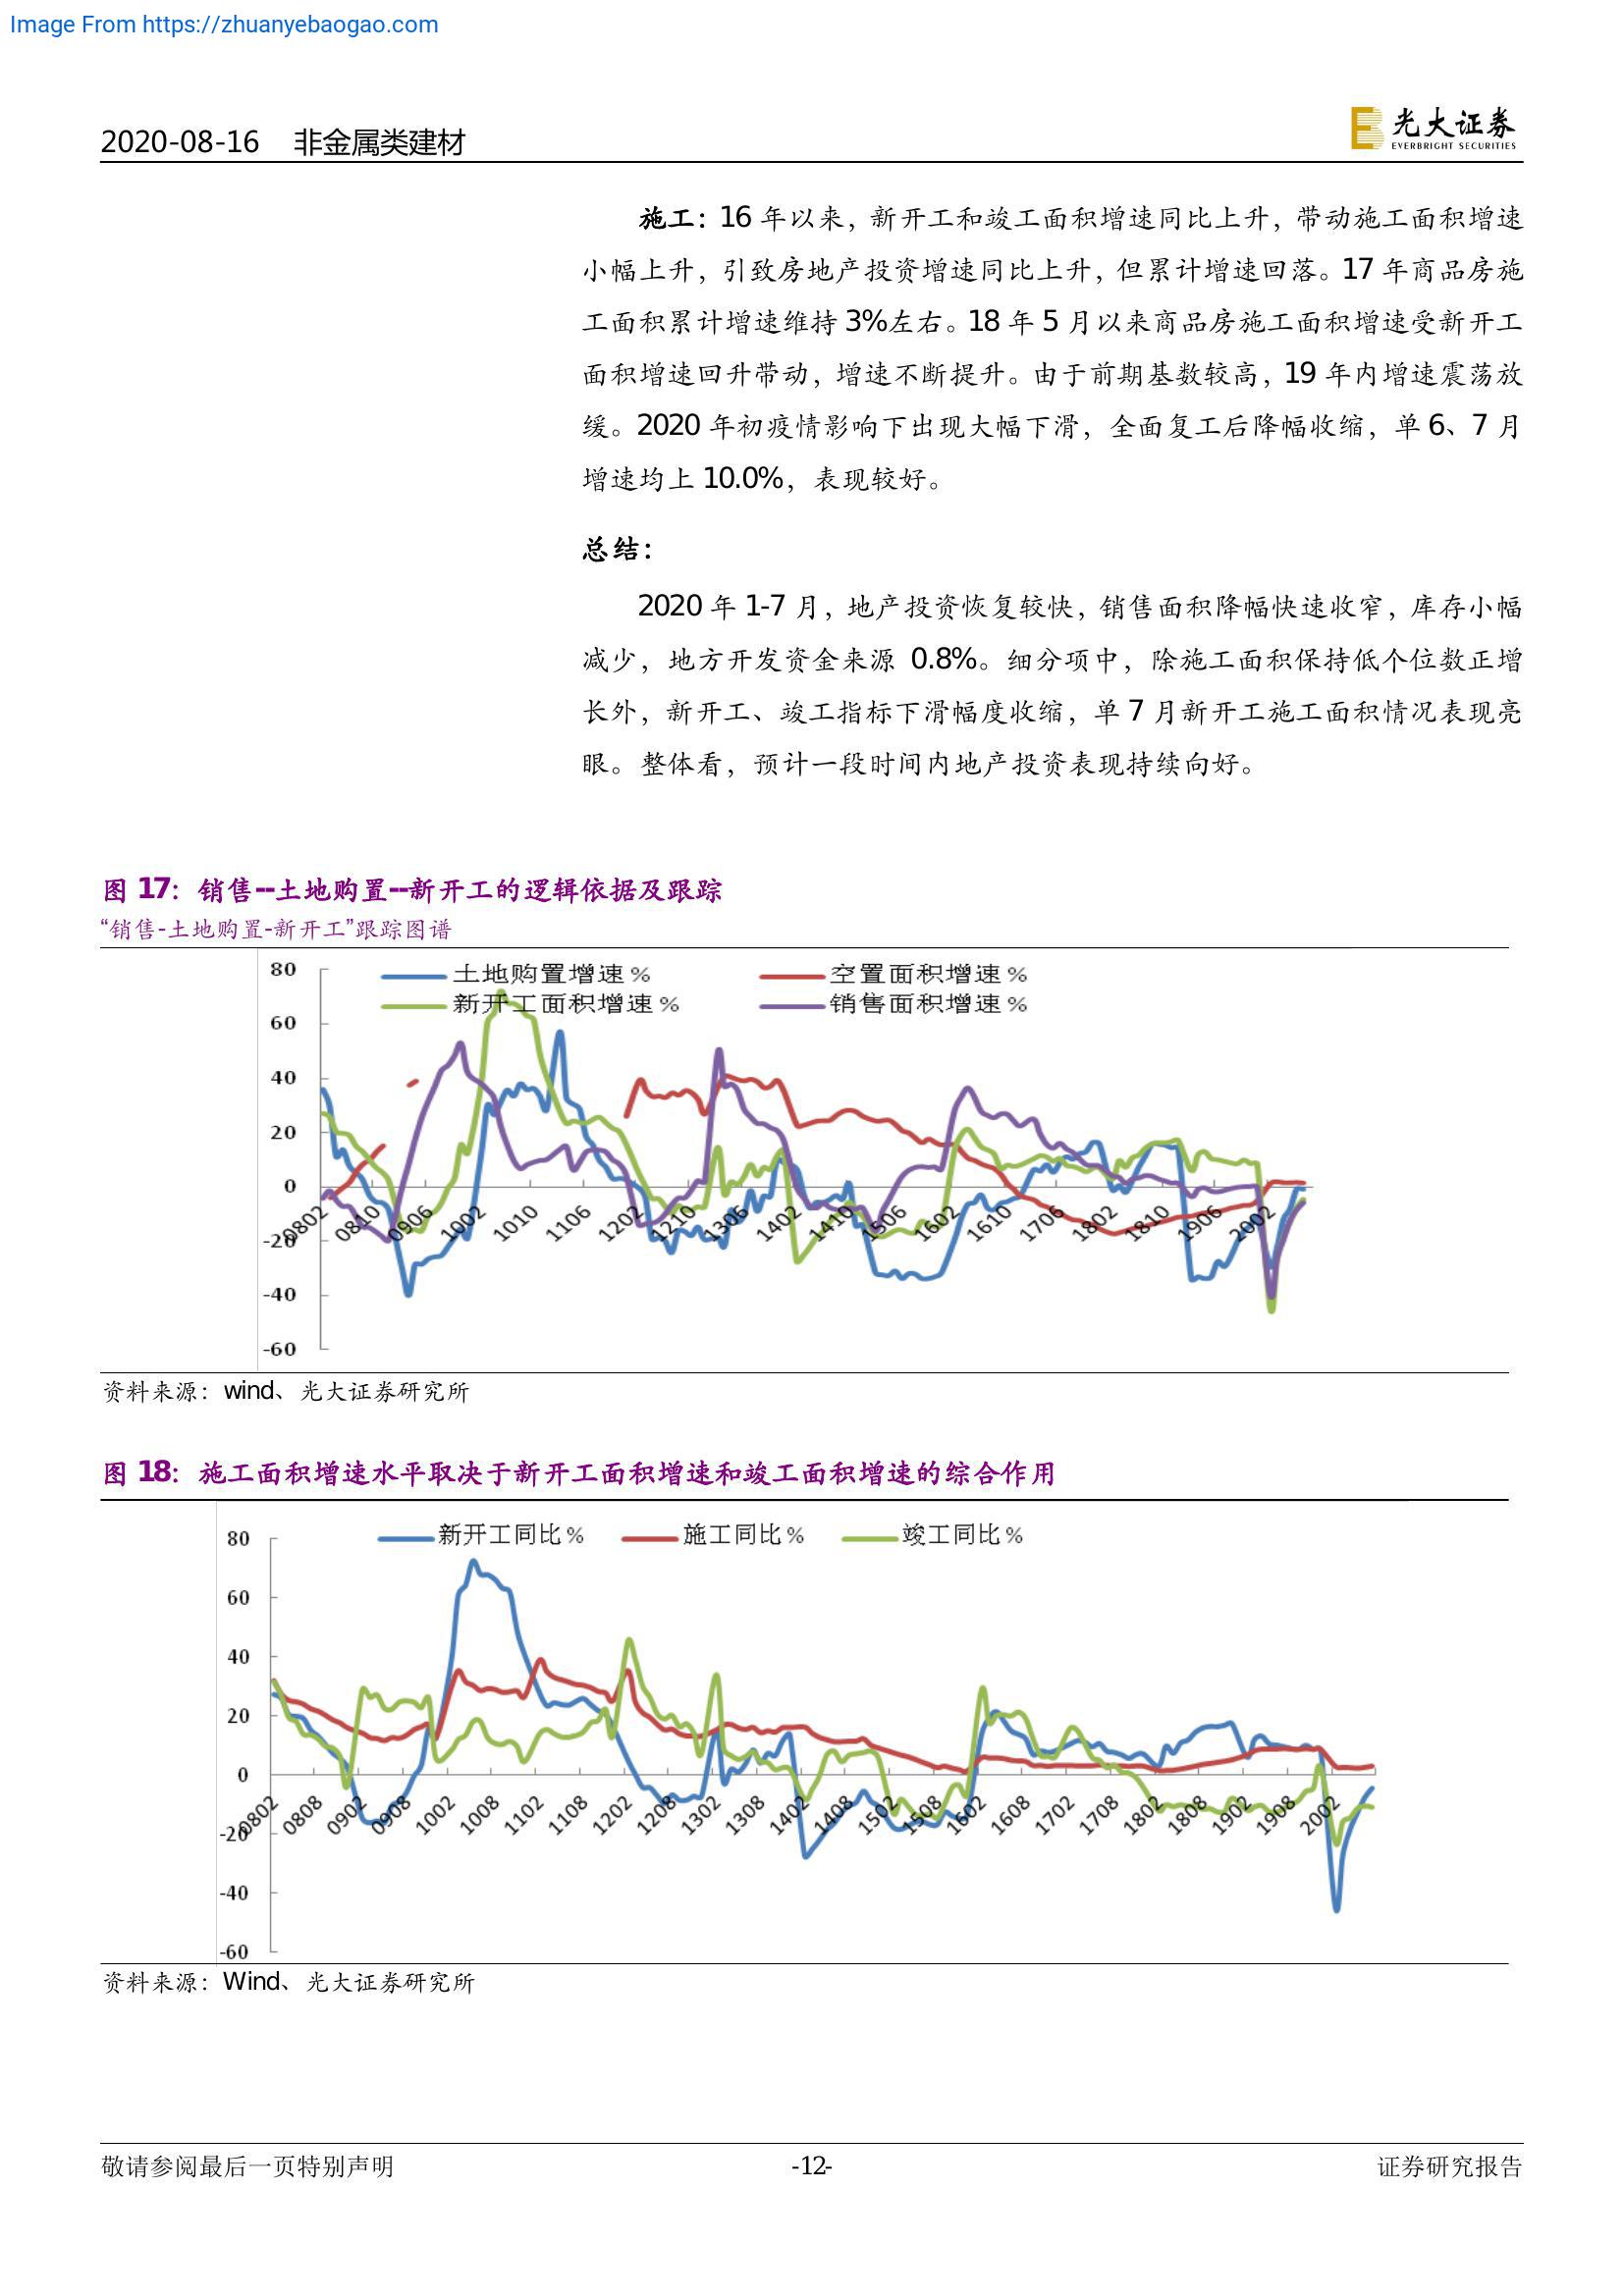 Image From https://zhuanyebaogao.com
2020-08-16 非金属类建材
光大证券
EVERBRIGHT SECURITIES
施工：16 年以来，新开工和竣工面积增速同比上升，带动施工面积增速
小幅上升，引致房地产投资增速同比上升，但累计增速回落。17 年商品房施
工面积累计增速维持 3%左右。18 年 5 月以来商品房施工面积增速受新开工
面积增速回升带动，增速不断提升。由于前期基数较高，19 年内增速震荡放
缓。2020 年初疫情影响下出现大幅下滑，全面复工后降幅收缩，单 6、7 月
增速均上 10.0%，表现较好。
总结：
2020 年 1-7 月，地产投资恢复较快，销售面积降幅快速收窄，库存小幅
减少，地方开发资金来源 0.8%。细分项中，除施工面积保持低个位数正增
长外，新开工、竣工指标下滑幅度收缩，单 7 月新开工施工面积情况表现亮
眼。整体看，预计一段时间内地产投资表现持续向好。
图 17：销售--土地购置--新开工的逻辑依据及跟踪
“销售-土地购置-新开工”跟踪图谱
土地购置增速% 空置面积增速%
新开工面积增速% 销售面积增速%
80
60
40
20
0
-20
-40
-60
0802 0810 0906 1002 1010 1106 1202 1210 1306 1402 1410 1506 1602 1610 1706 1802 1810 1906 2002
资料来源：wind、光大证券研究所
图 18：施工面积增速水平取决于新开工面积增速和竣工面积增速的综合作用
新开工同比% 施工同比% 竣工同比%
80
60
40
20
0
-20
-40
-60
0802 0808 0902 0908 1002 1008 1102 1108 1202 1208 1302 1308 1402 1408 1502 1508 1602 1608 1702 1708 1802 1808 1902 1908 2002
资料来源：Wind、光大证券研究所
敬请参阅最后一页特别声明 -12- 证券研究报告